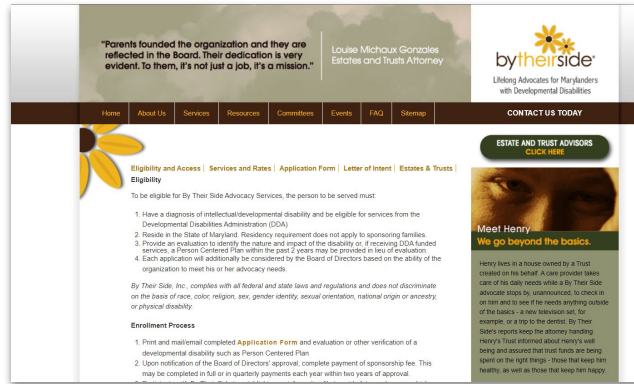 "Parents founded the organization and they are
reflected in the Board. Their dedication is very
evident. To them, it's not just a job, it's a mission."
Louise Michaux Gonzales
Estates and Trusts Attorney
bytheirside
Lifelong Advocates for Marylanders
with Developmental Disabilities
Home About Us Services Resources Committees Events FAQ Sitemap
CONTACT US TODAY
ESTATE AND TRUST ADVISORS
CLICK HERE
Eligibility and Access | Services and Rates | Application Form | Letter of Intent | Estates & Trusts |
Eligibility
To be eligible for By Their Side Advocacy Services, the person to be served must:
1. Have a diagnosis of intellectual/developmental disability and be eligible for services from the
Developmental Disabilities Administration (DDA)
2. Reside in the State of Maryland. Residency requirement does not apply to sponsoring families.
3. Provide an evaluation to identify the nature and impact of the disability or, if receiving DDA funded
services, a Person Centered Plan within the past 2 years may be provided in lieu of evaluation.
4. Each application will additionally be considered by the Board of Directors based on the ability of the
organization to meet his or her advocacy needs.
By Their Side, Inc., complies with all federal and state laws and regulations and does not discriminate
on the basis of race, color, religion, sex, gender identity, sexual orientation, national origin or ancestry,
or physical disability.
Enrollment Process
1. Print and mail/email completed Application Form and evaluation or other verification of a
developmental disability such as Person Centered Plan
2. Upon notification of the Board of Directors' approval, complete payment of sponsorship fee. This
may be completed in full or in quarterly payments each year within two years of approval.
Meet Henry
We go beyond the basics.
Henry lives in a house owned by a Trust
created on his behalf. A care provider takes
care of his daily needs while a By Their Side
advocate stops by, unannounced, to check in
on him and to see if he needs anything outside
of the basics - a new television set, for
example, or a trip to the dentist. By Their
Side's reports keep the attorney handling
Henry's Trust informed about Henry's well
being and assured that trust funds are being
spent on the right things - those that keep him
healthy, as well as those that keep him happy.